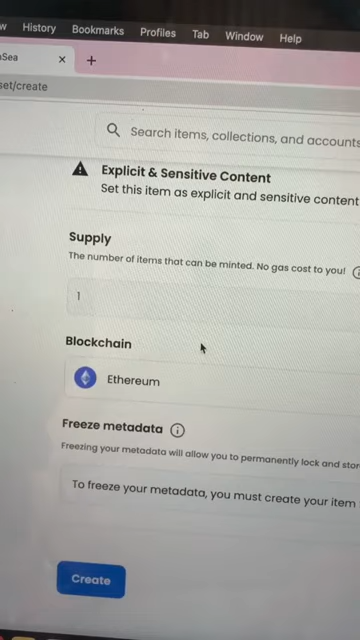 w History Bookmarks Profiles Tab Window Help
nSea × +
set/create
Search items, collections, and accounts
Explicit & Sensitive Content
Set this item as explicit and sensitive content
Supply
The number of items that can be minted. No gas cost to you!
1
Blockchain
Ethereum
Freeze metadata
Freezing your metadata will allow you to permanently lock and stor
To freeze your metadata, you must create your item
Create